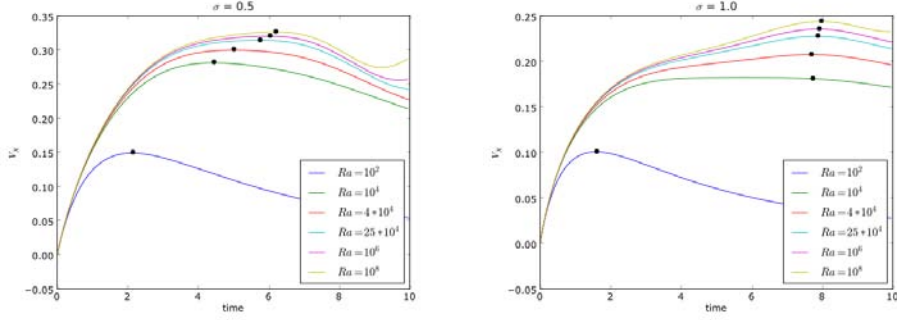 σ = 0.5
0.35
0.30
0.25
0.20
0.15
0.10
0.05
0.00
−0.05
V_N
0 2 4 6 8 10
time
Ra=10^2
Ra=10^4
Ra=4*10^4
Ra=25*10^4
Ra=10^6
Ra=10^8
σ = 1.0
0.25
0.20
0.15
0.10
0.05
0.00
−0.05
0 2 4 6 8 10
time
Ra=10^2
Ra=10^4
Ra=4*10^4
Ra=25*10^4
Ra=10^6
Ra=10^8